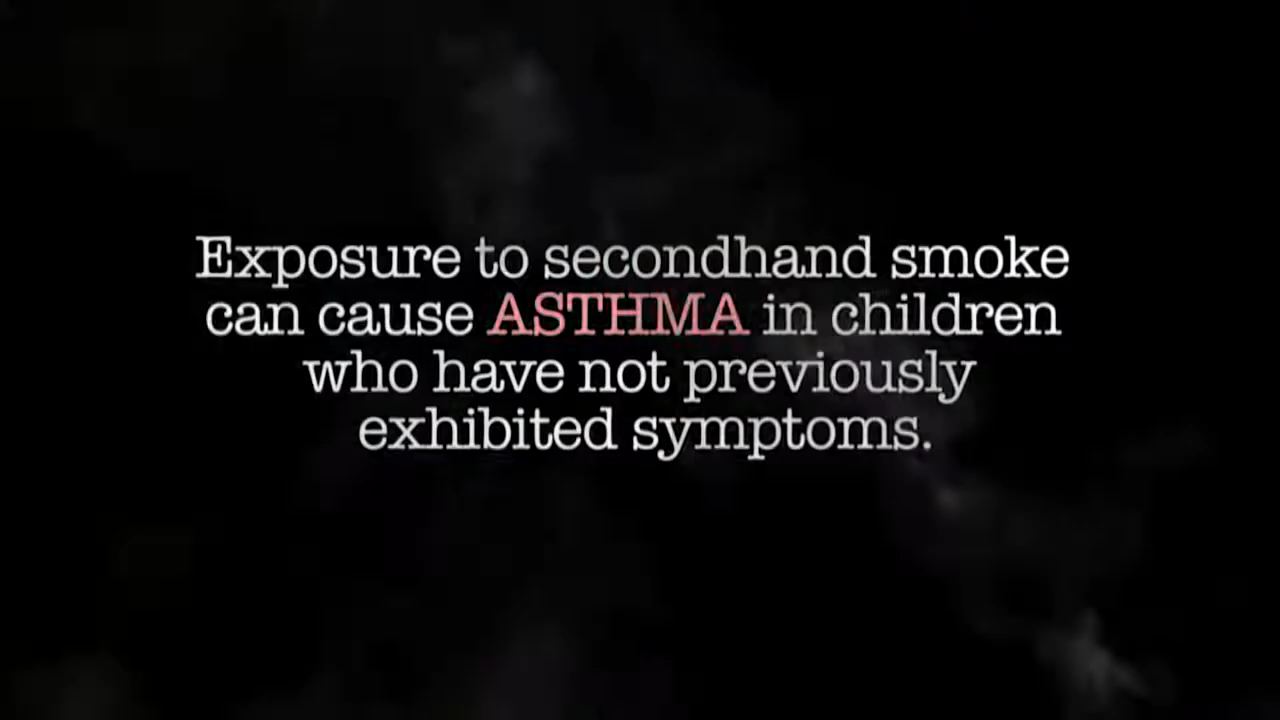 Exposure to secondhand smoke
can cause ASTHMA in children
who have not previously
exhibited symptoms.